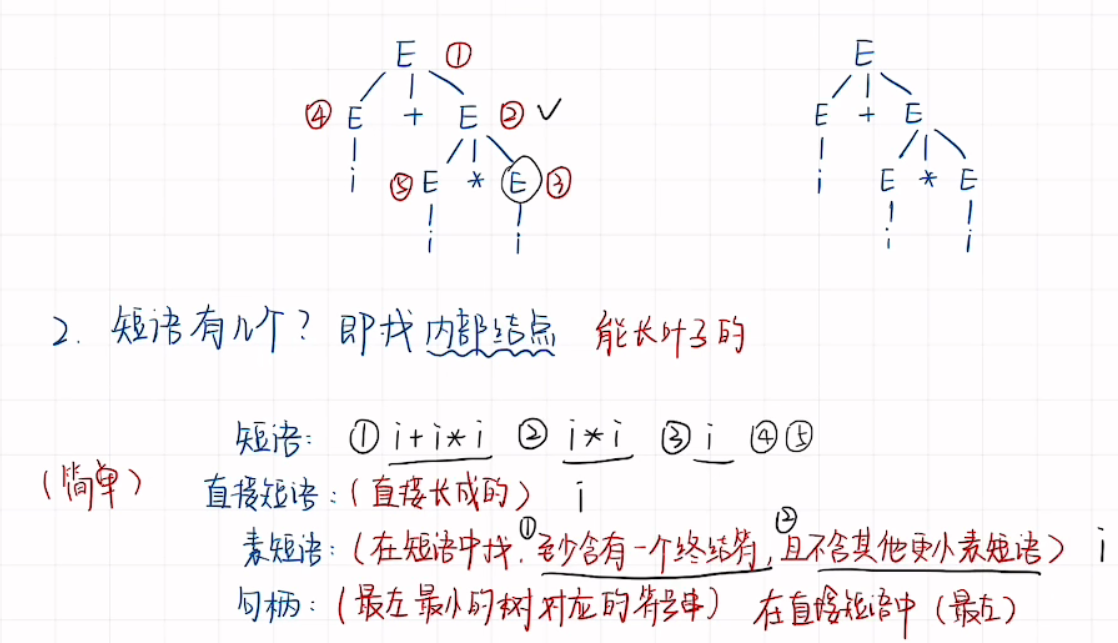 E ① E
④ E + E ② ✓ E + E
i ⑤ E * E ③ i E * E
i i i i
2. 短语有几个? 即找内部结点 能长叶子的
短语: ① i+i*i ② i*i ③ i ④⑤
(简单) 直接短语:(直接长成的) i
素短语:(在短语中找.①至少含有一个终结符,②且不含其他更小素短语) i
句柄:(最左最小的树对应的符号串) 在直接短语中(最左)